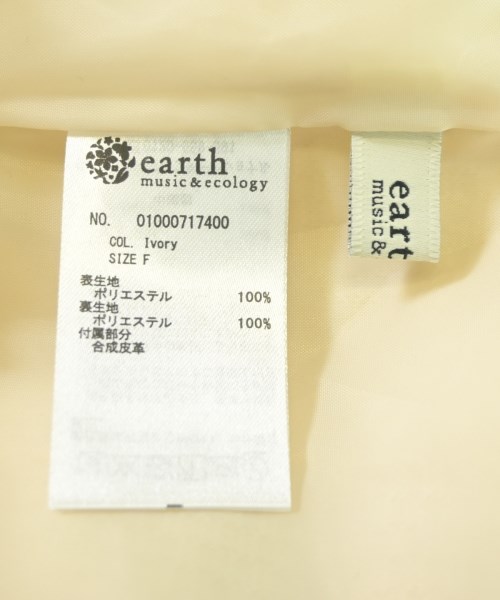 earth
music&ecology
NO. 01000717400
COL. Ivory
SIZE F
表生地
ポリエステル 100%
裏生地
ポリエステル 100%
付属部分
合成皮革
eart
music&